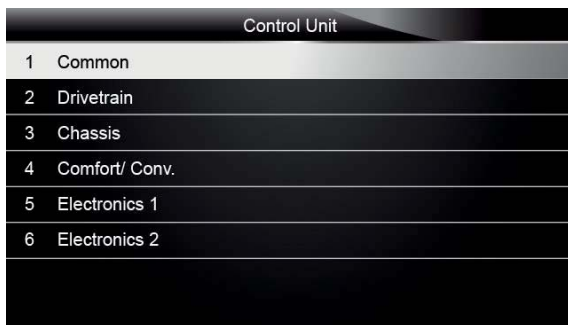 Control Unit
1 Common
2 Drivetrain
3 Chassis
4 Comfort/ Conv.
5 Electronics 1
6 Electronics 2